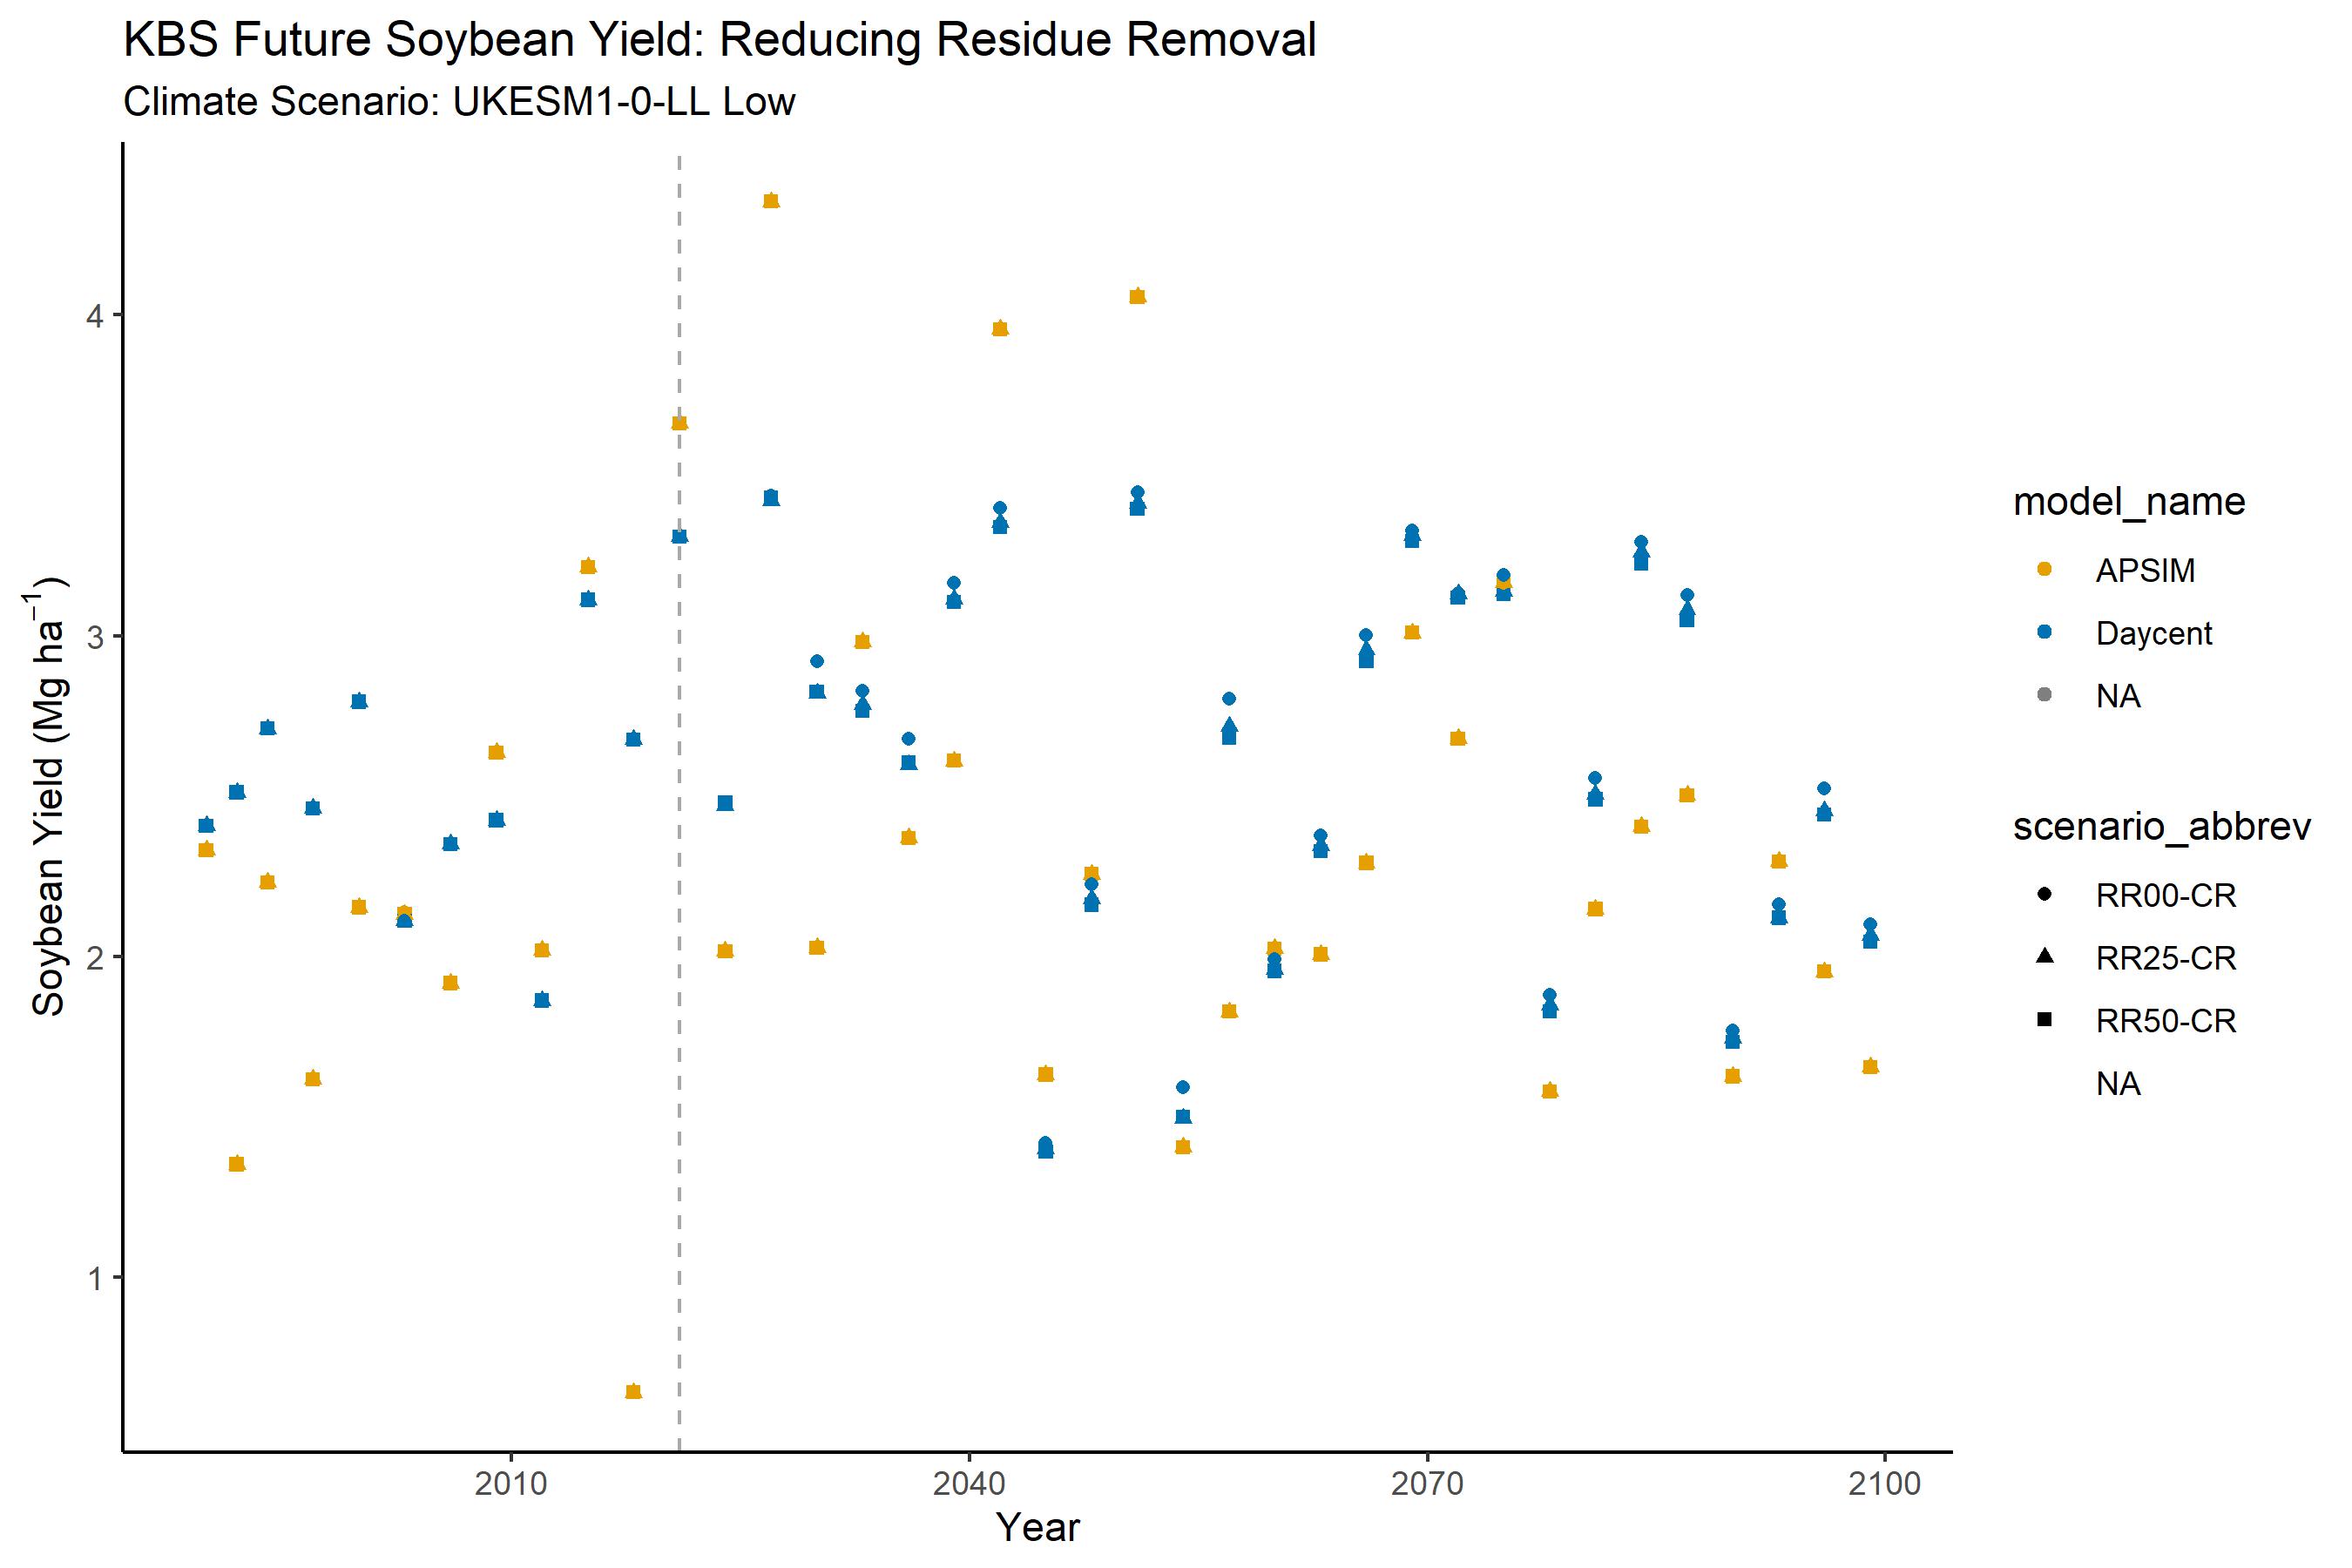 KBS Future Soybean Yield: Reducing Residue Removal
Climate Scenario: UKESM1-0-LL Low
Soybean Yield (Mg ha⁻¹)
4
3
2
1
2010
2040
2070
2100
Year
model_name
APSIM
Daycent
NA
scenario_abbrev
RR00-CR
RR25-CR
RR50-CR
NA